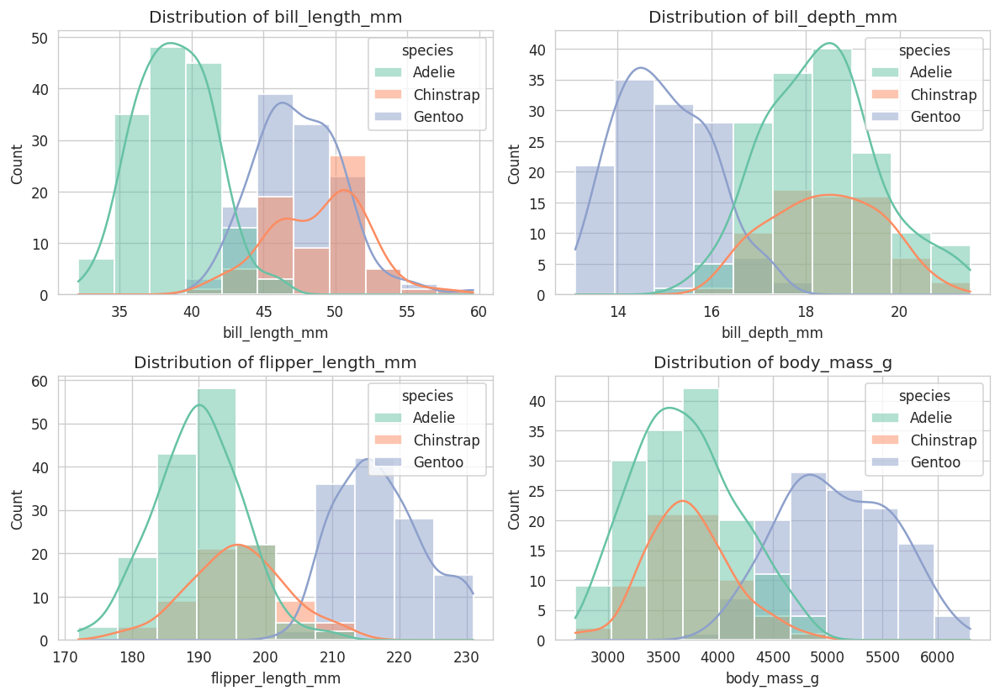 Distribution of bill_length_mm
50
40
30
20
10
0
Count
35 40 45 50 55 60
bill_length_mm
species
Adelie
Chinstrap
Gentoo
Distribution of bill_depth_mm
40
35
30
25
20
15
10
5
0
Count
14 16 18 20
bill_depth_mm
species
Adelie
Chinstrap
Gentoo
Distribution of flipper_length_mm
60
50
40
30
20
10
0
Count
170 180 190 200 210 220 230
flipper_length_mm
species
Adelie
Chinstrap
Gentoo
Distribution of body_mass_g
40
35
30
25
20
15
10
5
0
Count
3000 3500 4000 4500 5000 5500 6000
body_mass_g
species
Adelie
Chinstrap
Gentoo